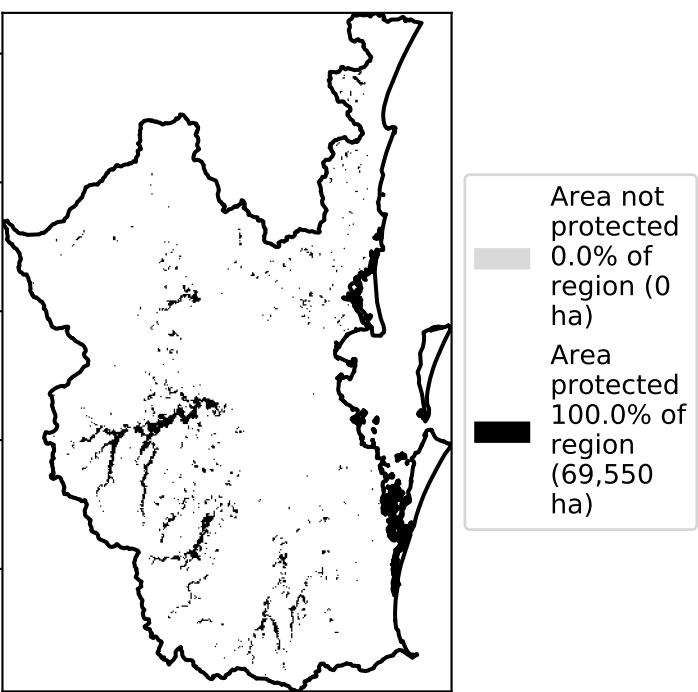 Area not
protected
0.0% of
region (0
ha)
Area
protected
100.0% of
region
(69,550
ha)